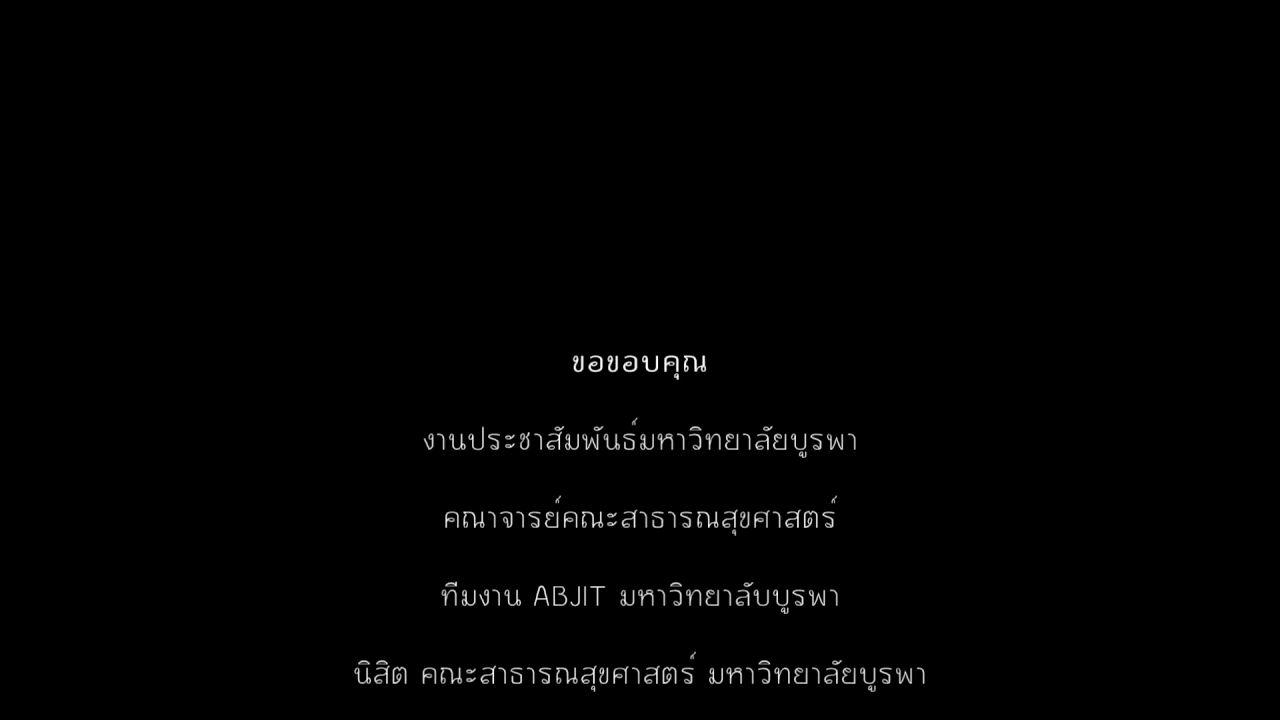 ขอขอบคุณ
งานประชาสัมพันธ์มหาวิทยาลัยบูรพา
คณาจารย์คณะสาธารณสุขศาสตร์
ทีมงาน ABJIT มหาวิทยาลับบูรพา
นิสิต คณะสาธารณสุขศาสตร์ มหาวิทยาลัยบูรพา